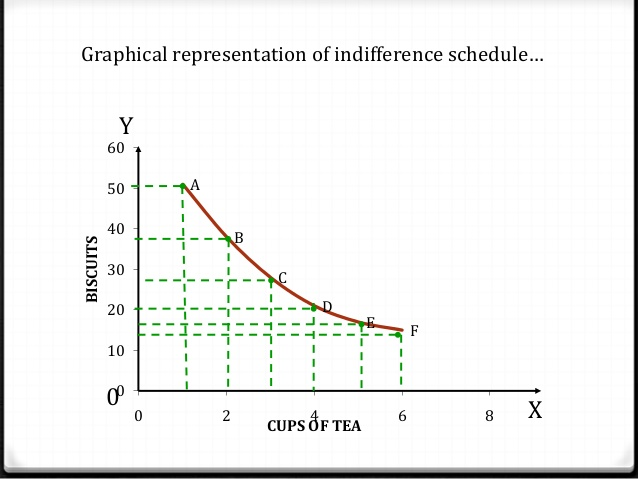 Graphical representation of indifference schedule...
Y
60
50
A
40
B
BISCUITS
30
C
20
D
E
F
10
0
0
0 2 4 6 8
X
CUPS OF TEA